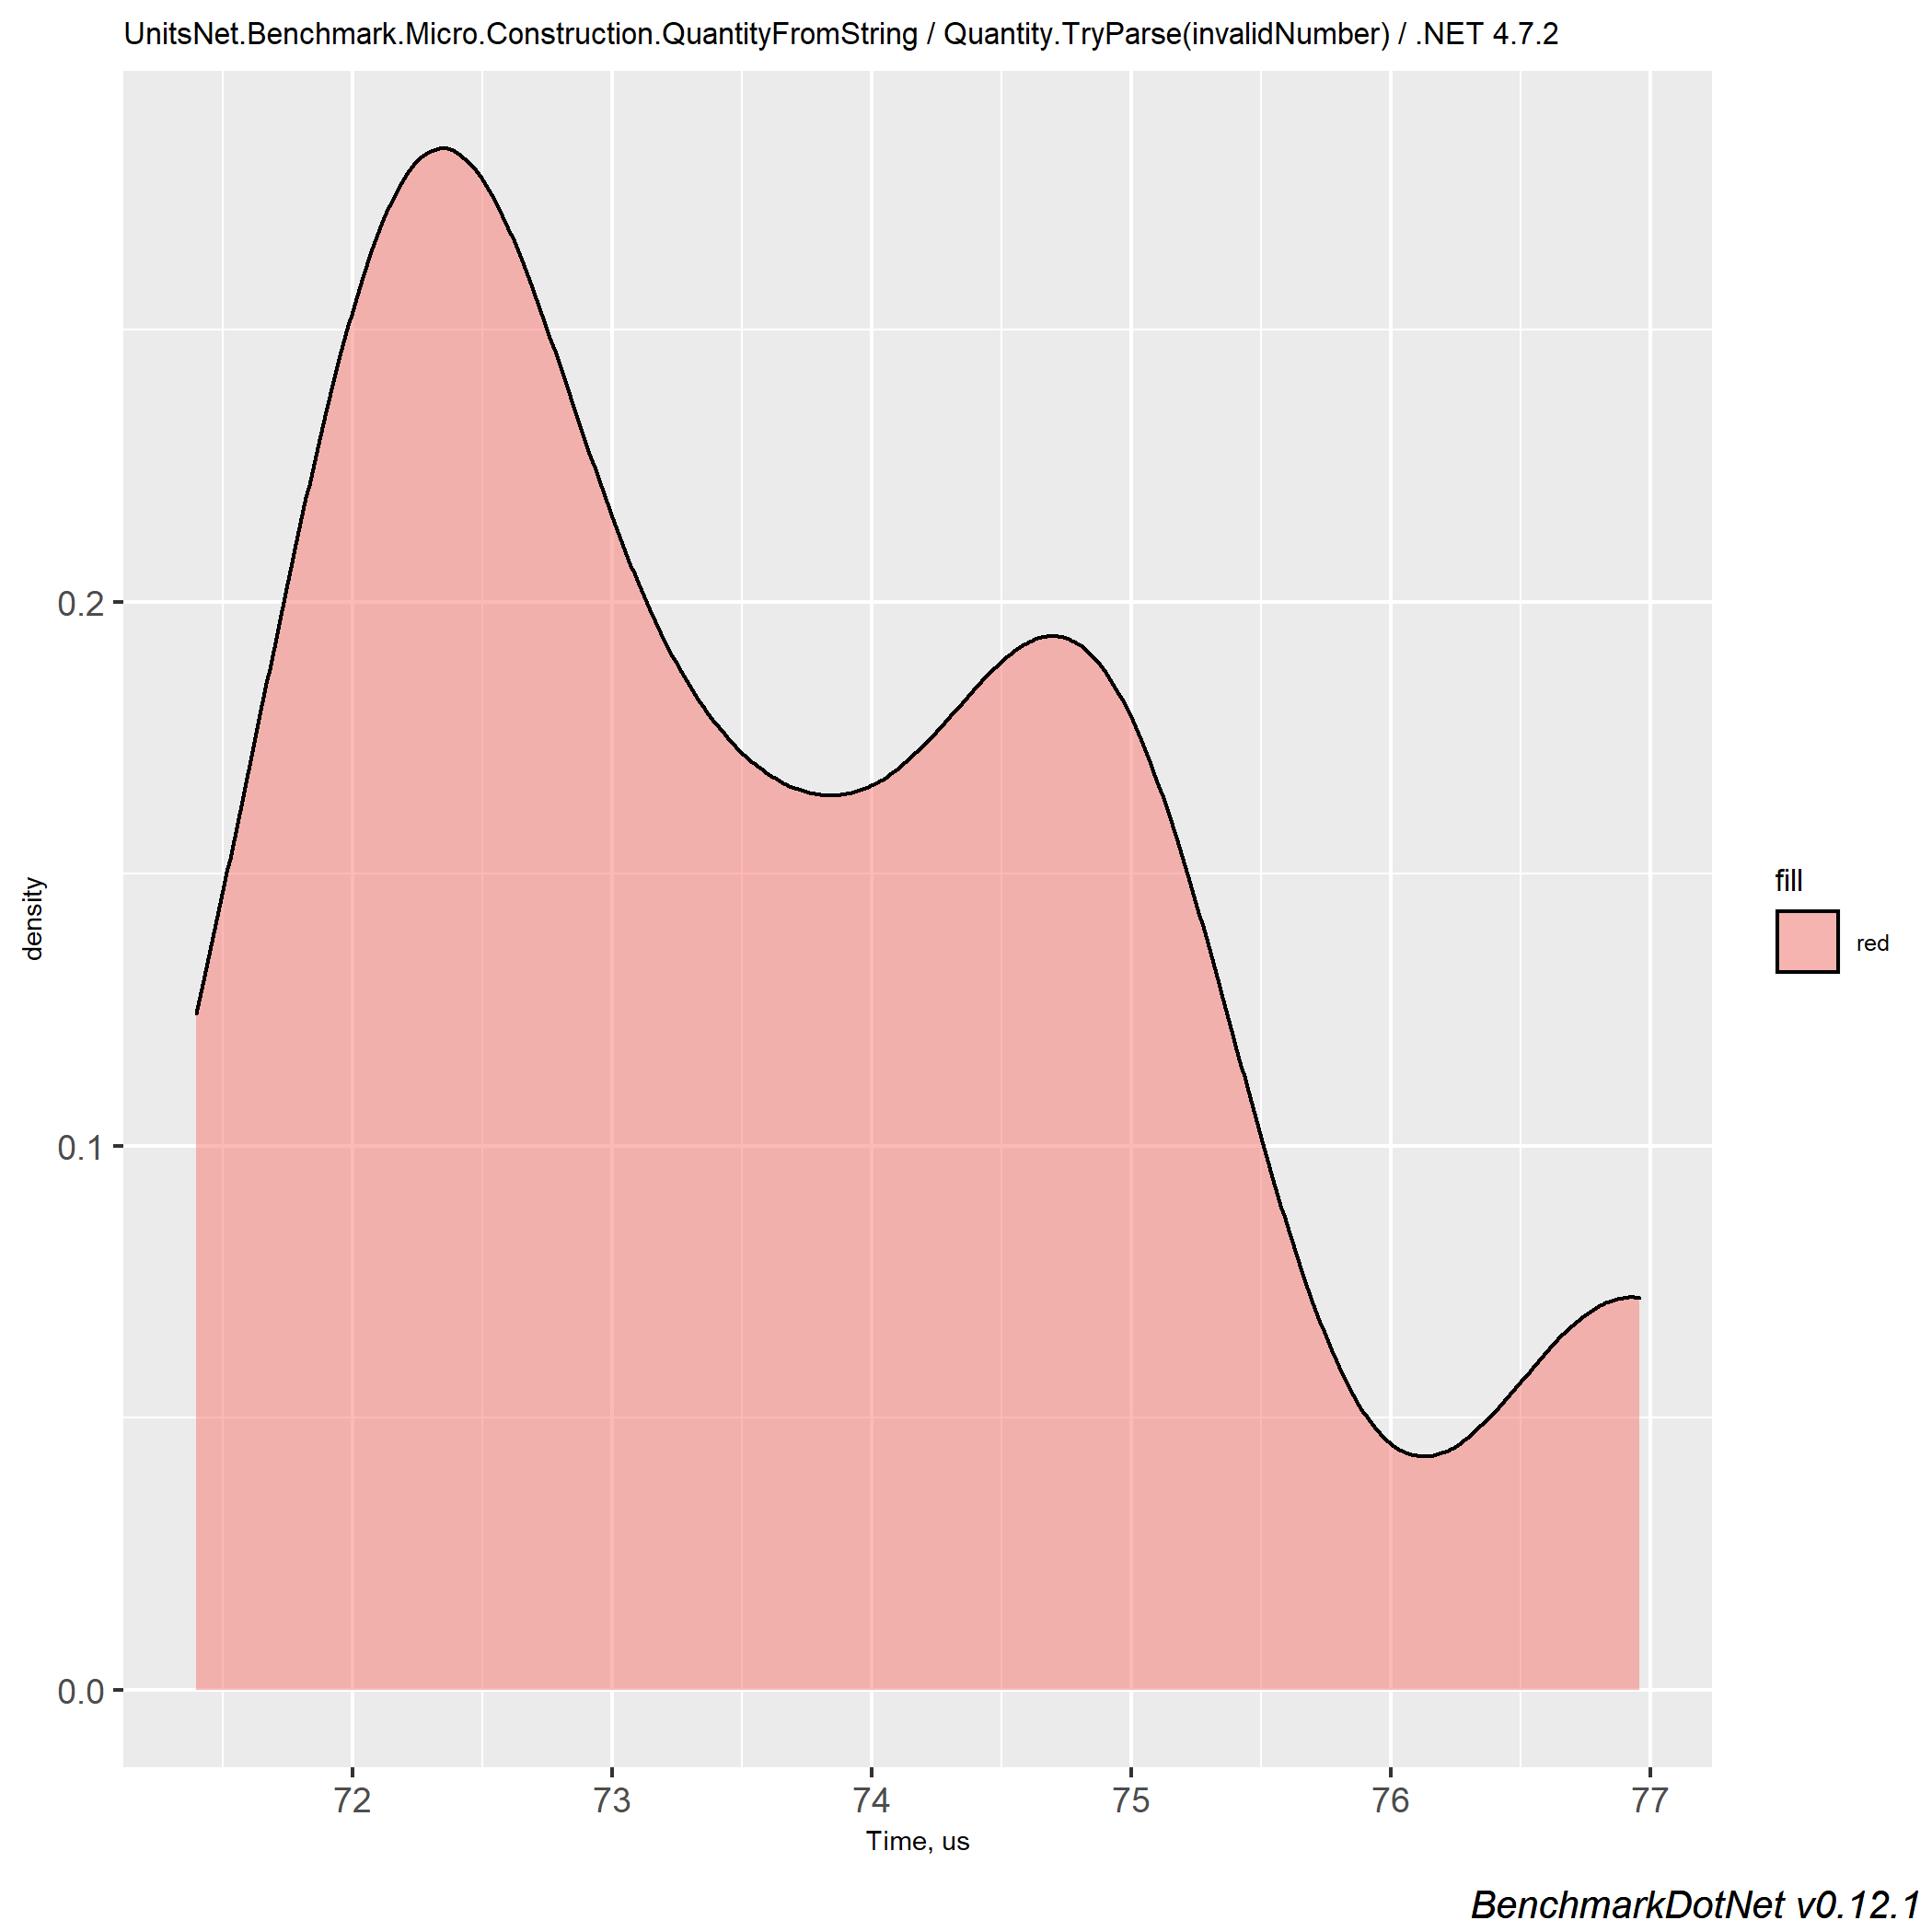 UnitsNet.Benchmark.Micro.Construction.QuantityFromString / Quantity.TryParse(invalidNumber) / .NET 4.7.2
density
0.2
0.1
0.0
72 73 74 75 76 77
Time, us
fill
red
BenchmarkDotNet v0.12.1